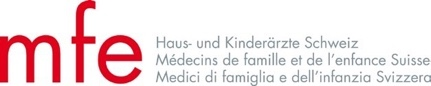 mfe
Haus- und Kinderärzte Schweiz
Médecins de famille et de l'enfance Suisse
Medici di famiglia e dell'infanzia Svizzera